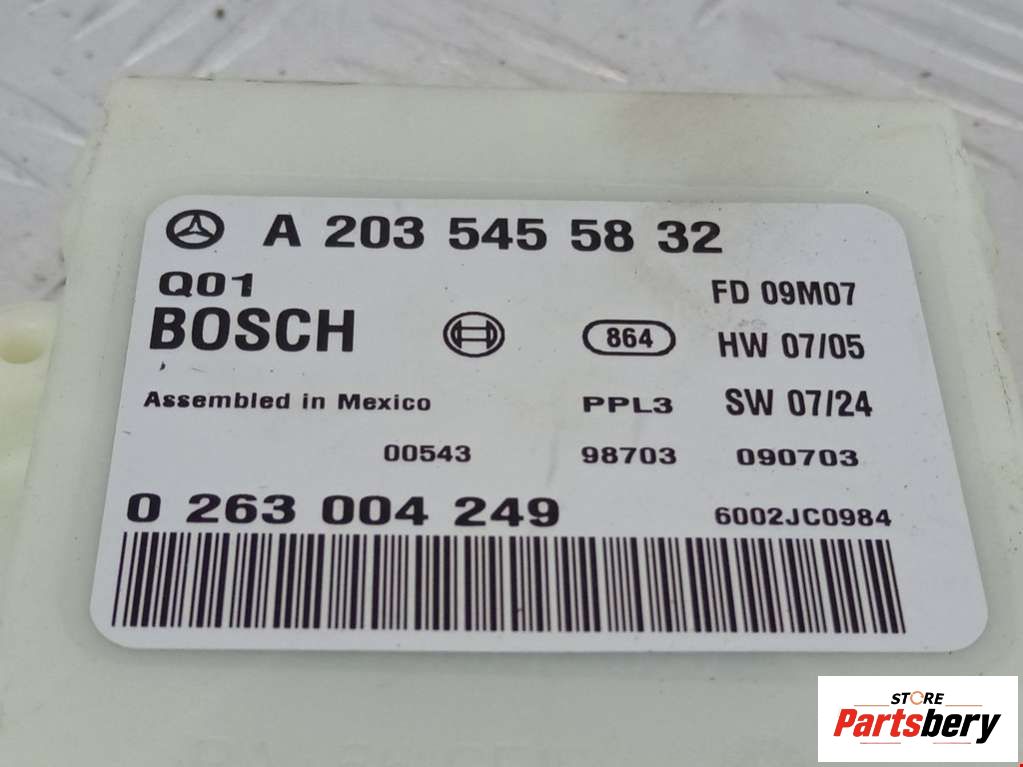 A 203 545 58 32
Q01
FD 09M07
BOSCH
864
HW 07/05
Assembled in Mexico
PPL3
SW 07/24
00543
98703
090703
0 263 004 249
6002JC0984
STORE
Partsbery